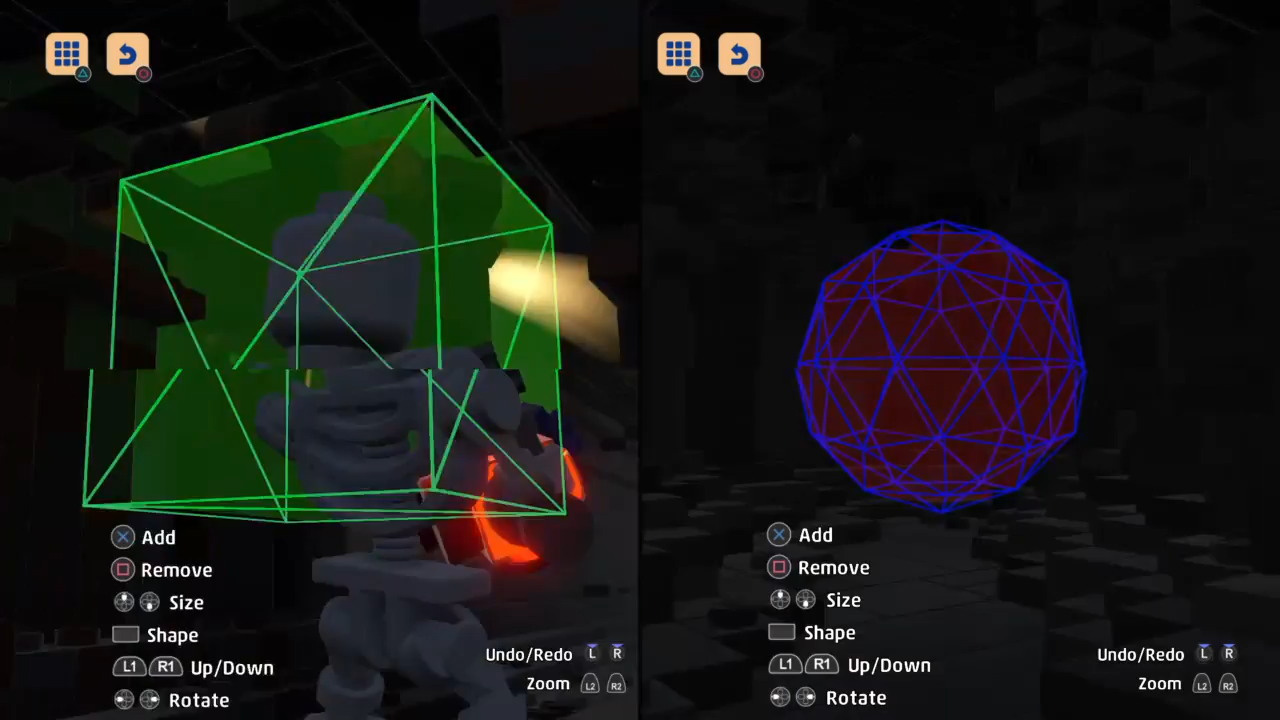 Add
Remove
Size
Shape
L1 R1 Up/Down
Rotate
Undo/Redo L R
Zoom L2 R2
Add
Remove
Size
Shape
L1 R1 Up/Down
Rotate
Undo/Redo L R
Zoom L2 R2